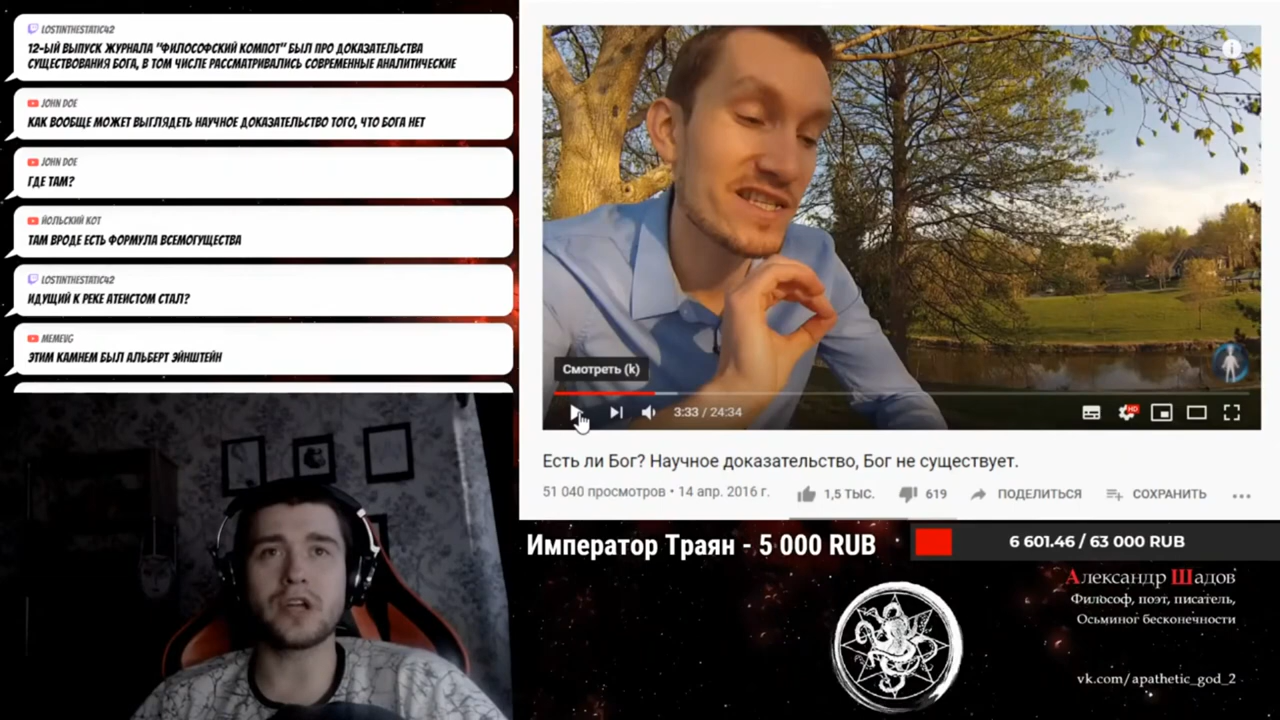 LOSTINTHESTATIC42
12-ЫЙ ВЫПУСК ЖУРНАЛА "ФИЛОСОФСКИЙ КОМПОТ" БЫЛ ПРО ДОКАЗАТЕЛЬСТВА
СУЩЕСТВОВАНИЯ БОГА, В ТОМ ЧИСЛЕ РАССМАТРИВАЛИСЬ СОВРЕМЕННЫЕ АНАЛИТИЧЕСКИЕ
JOHN DOE
КАК ВООБЩЕ МОЖЕТ ВЫГЛЯДЕТЬ НАУЧНОЕ ДОКАЗАТЕЛЬСТВО ТОГО, ЧТО БОГА НЕТ
JOHN DOE
ГДЕ ТАМ?
ЙОЛЬСКИЙ КОТ
ТАМ ВРОДЕ ЕСТЬ ФОРМУЛА ВСЕМОГУЩЕСТВА
LOSTINTHESTATIC42
ИДУЩИЙ К РЕКЕ АТЕИСТОМ СТАЛ?
MEMEVG
ЭТИМ КАМНЕМ БЫЛ АЛЬБЕРТ ЭЙНШТЕЙН
Смотреть (k)
3:33 / 24:34
HD
Есть ли Бог? Научное доказательство, Бог не существует.
51 040 просмотров • 14 апр. 2016 г.
1,5 ТЫС.
619
ПОДЕЛИТЬСЯ
СОХРАНИТЬ
Император Траян - 5 000 RUB
6 601.46 / 63 000 RUB
Александр Шадов
Философ, поэт, писатель,
Осьминог бесконечности
vk.com/apathetic_god_2